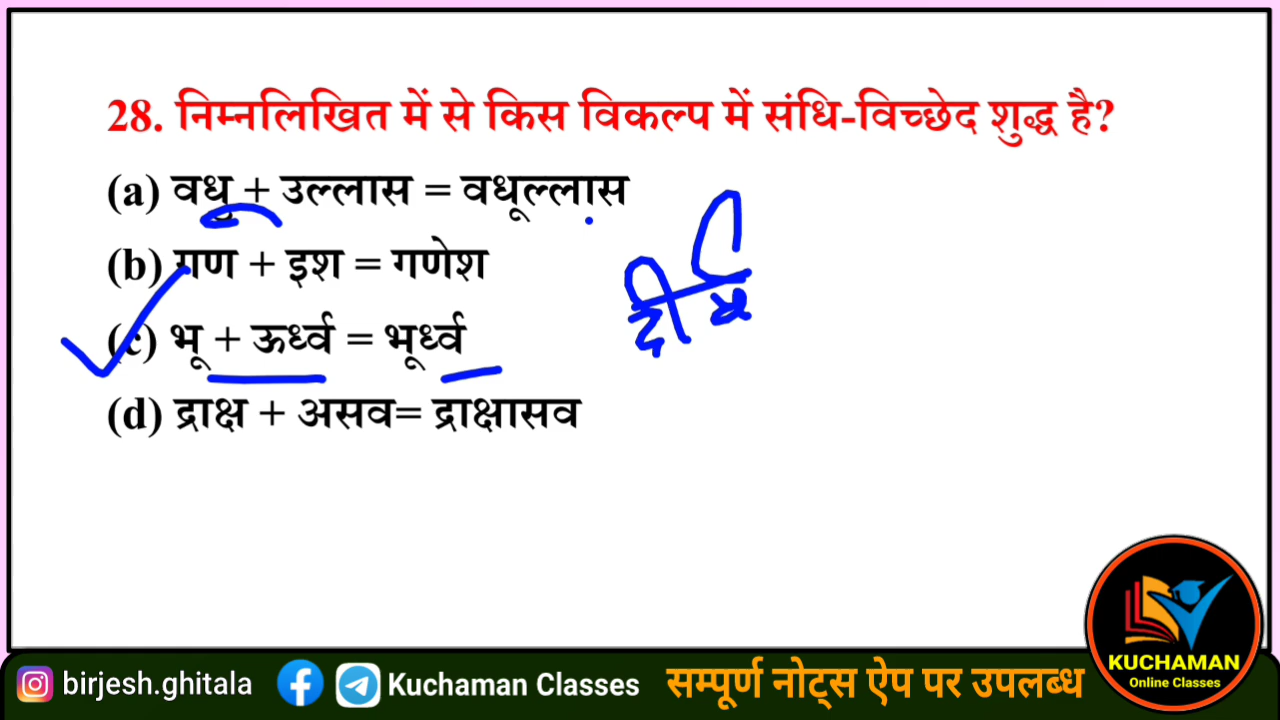 28. निम्नलिखित में से किस विकल्प में संधि-विच्छेद शुद्ध है?
(a) वधु + उल्लास = वधूल्लास
(b) गण + इश = गणेश
(c) भू + ऊर्ध्व = भूर्ध्व
(d) द्राक्ष + असव= द्राक्षासव
दीर्घ
birjesh.ghitala
Kuchaman Classes
सम्पूर्ण नोट्स ऐप पर उपलब्ध
KUCHAMAN
Online Classes